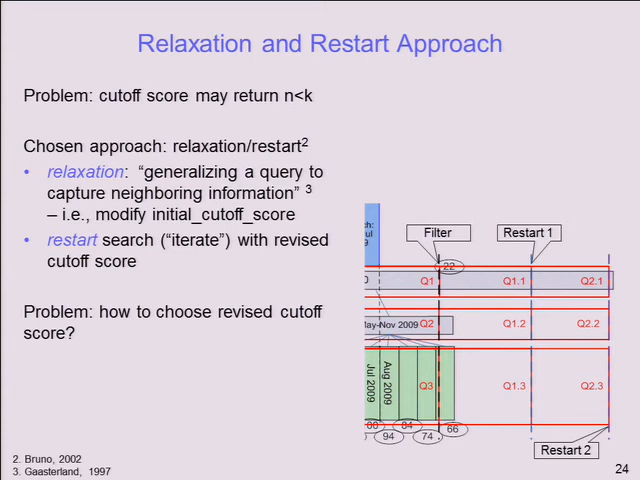 Relaxation and Restart Approach
Problem: cutoff score may return n<k
Chosen approach: relaxation/restart2
• relaxation: “generalizing a query to
capture neighboring information” 3
– i.e., modify initial_cutoff_score
• restart search (“iterate”) with revised
cutoff score
Problem: how to choose revised cutoff
score?
Filter
Restart 1
22
Q1
Q1.1
Q2.1
May-Nov 2009
Q2
Q1.2
Q2.2
Jul 2009
Aug 2009
Q3
Q1.3
Q2.3
84
66
94
74
Restart 2
2. Bruno, 2002
3. Gaasterland, 1997
24